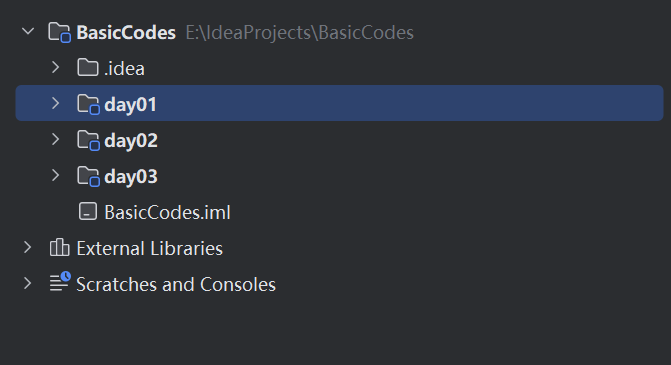 BasicCodes E:\IdeaProjects\BasicCodes
.idea
day01
day02
day03
BasicCodes.iml
External Libraries
Scratches and Consoles